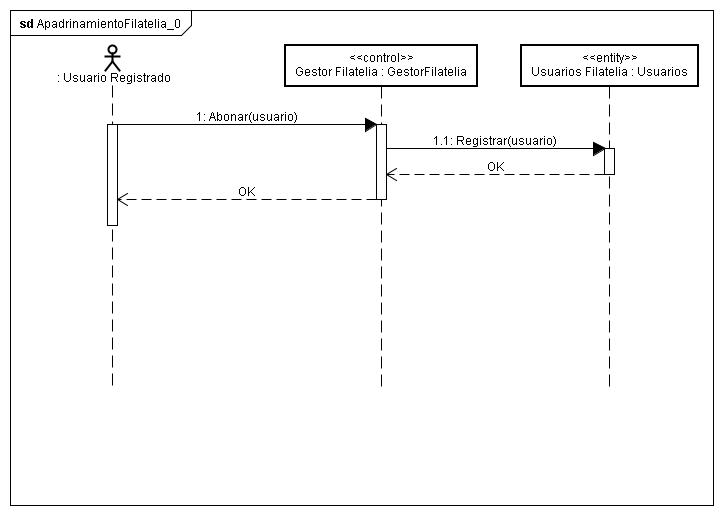 sd ApadrinamientoFilatelia_0
: Usuario Registrado
<<control>>
Gestor Filatelia : GestorFilatelia
<<entity>>
Usuarios Filatelia : Usuarios
1: Abonar(usuario)
1.1: Registrar(usuario)
OK
OK